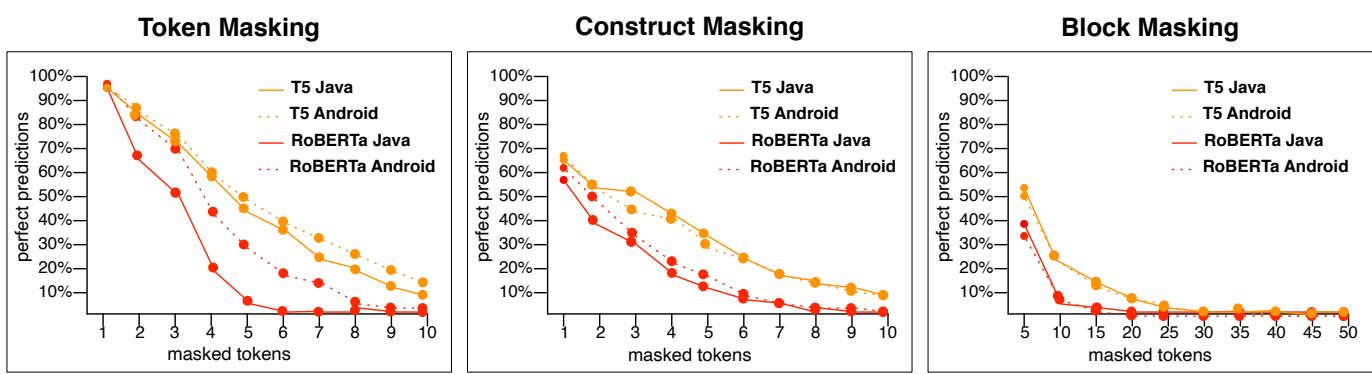 Token Masking
perfect predictions
100%
90%
80%
70%
60%
50%
40%
30%
20%
10%
T5 Java
T5 Android
RoBERTa Java
RoBERTa Android
1 2 3 4 5 6 7 8 9 10
masked tokens
Construct Masking
perfect predictions
100%
90%
80%
70%
60%
50%
40%
30%
20%
10%
T5 Java
T5 Android
RoBERTa Java
RoBERTa Android
1 2 3 4 5 6 7 8 9 10
masked tokens
Block Masking
perfect predictions
100%
90%
80%
70%
60%
50%
40%
30%
20%
10%
T5 Java
T5 Android
RoBERTa Java
RoBERTa Android
5 10 15 20 25 30 35 40 45 50
masked tokens